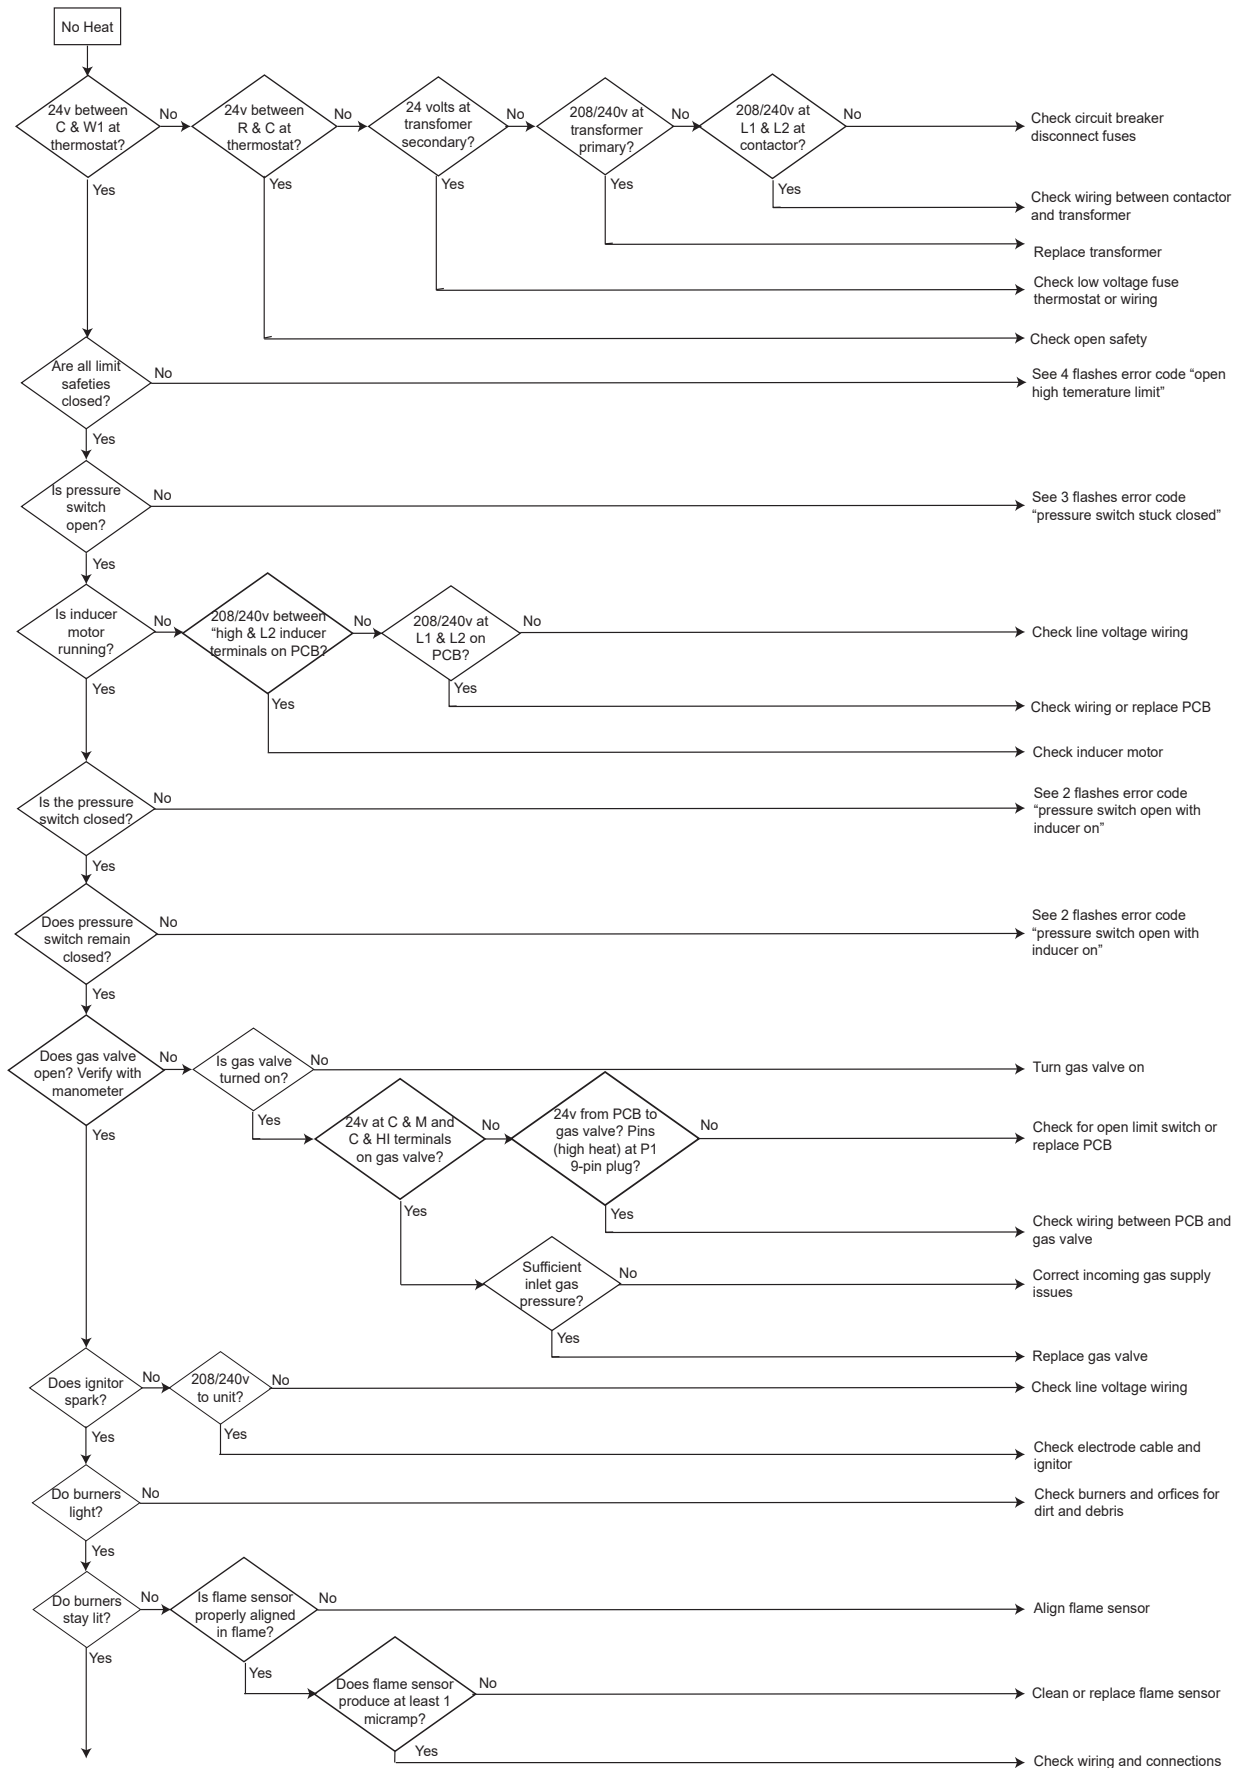 No Heat
24v between
C & W1 at
thermostat?
No
Yes
24v between
R & C at
thermostat?
No
Yes
24 volts at
transfomer
secondary?
No
Yes
208/240v at
transformer
primary?
No
Yes
208/240v at
L1 & L2 at
contactor?
No
Yes
Check circuit breaker
disconnect fuses
Check wiring between contactor
and transformer
Replace transformer
Check low voltage fuse
thermostat or wiring
Check open safety
Are all limit
safeties
closed?
No
Yes
See 4 flashes error code “open
high temerature limit”
Is pressure
switch
open?
No
Yes
See 3 flashes error code
“pressure switch stuck closed”
Is inducer
motor
running?
No
Yes
208/240v between
“high & L2 inducer
terminals on PCB?
No
Yes
208/240v at
L1 & L2 on
PCB?
No
Yes
Check line voltage wiring
Check wiring or replace PCB
Check inducer motor
Is the pressure
switch closed?
No
Yes
See 2 flashes error code
“pressure switch open with
inducer on”
Does pressure
switch remain
closed?
No
Yes
See 2 flashes error code
“pressure switch open with
inducer on”
Does gas valve
open? Verify with
manometer
No
Yes
Is gas valve
turned on?
No
Yes
Turn gas valve on
24v at C & M and
C & HI terminals
on gas valve?
No
Yes
24v from PCB to
gas valve? Pins
(high heat) at P1
9-pin plug?
No
Yes
Check for open limit switch or
replace PCB
Check wiring between PCB and
gas valve
Sufficient
inlet gas
pressure?
No
Yes
Correct incoming gas supply
issues
Replace gas valve
Does ignitor
spark?
No
Yes
208/240v
to unit?
No
Yes
Check line voltage wiring
Check electrode cable and
ignitor
Do burners
light?
No
Yes
Check burners and orfices for
dirt and debris
Do burners
stay lit?
No
Yes
Is flame sensor
properly aligned
in flame?
No
Yes
Align flame sensor
Does flame sensor
produce at least 1
micramp?
No
Yes
Clean or replace flame sensor
Check wiring and connections